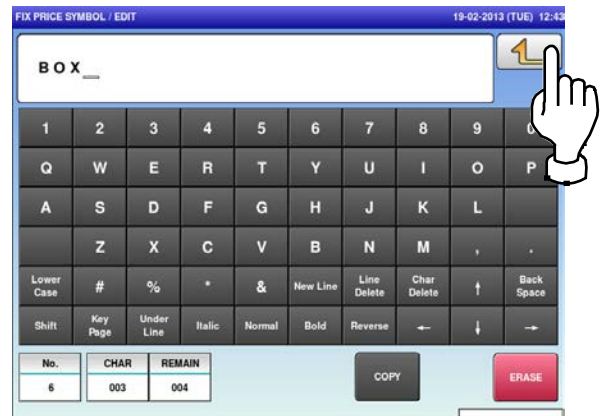 FIX PRICE SYMBOL / EDIT 19-02-2013 (TUE) 12:43
BOX_
1 2 3 4 5 6 7 8 9 0
Q W E R T Y U I O P
A S D F G H J K L
Z X C V B N M , .
Lower Case # % * & New Line Line Delete Char Delete ↑ Back Space
Shift Key Page Under Line Italic Normal Bold Reverse ← ↓ →
No. CHAR REMAIN
6 003 004
COPY ERASE